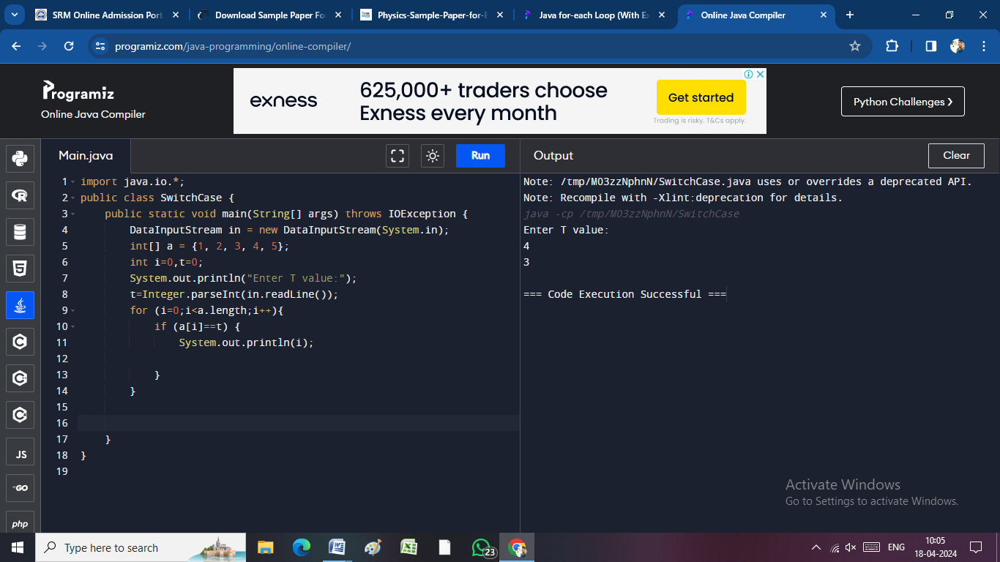 SRM Online Admission Port
Download Sample Paper Fo
Physics-Sample-Paper-for-E
Java for-each Loop (With Ex
Online Java Compiler
programiz.com/java-programming/online-compiler/
Programiz
Online Java Compiler
exness
625,000+ traders choose
Exness every month
Get started
Trading is risky. T&Cs apply.
Python Challenges
Main.java
Run
Output
Clear
1 import java.io.*;
2 public class SwitchCase {
3 public static void main(String[] args) throws IOException {
4 DataInputStream in = new DataInputStream(System.in);
5 int[] a = {1, 2, 3, 4, 5};
6 int i=0,t=0;
7 System.out.println("Enter T value:");
8 t=Integer.parseInt(in.readLine());
9 for (i=0;i<a.length;i++){
10 if (a[i]==t) {
11 System.out.println(i);
12
13 }
14 }
15
16
17 }
18 }
19
Note: /tmp/MO3zzNphnN/SwitchCase.java uses or overrides a deprecated API.
Note: Recompile with -Xlint:deprecation for details.
java -cp /tmp/MO3zzNphnN/SwitchCase
Enter T value:
4
3
=== Code Execution Successful ===
JS
GO
php
Activate Windows
Go to Settings to activate Windows.
Type here to search
23
ENG
10:05
18-04-2024